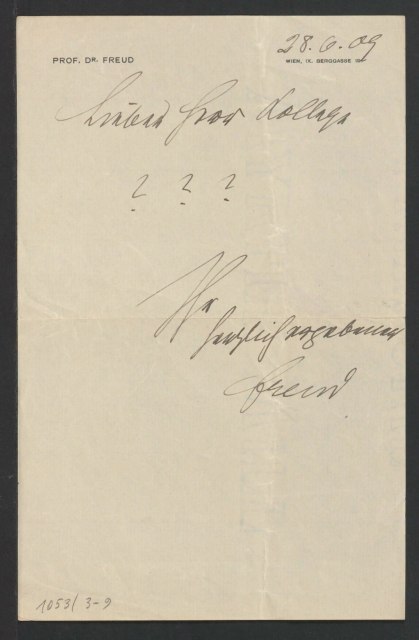 28.6.09
PROF. DR. FREUD
WIEN, IX. BERGGASSE 19.
Lieber Herr Kollege
? ? ?
Ihr
herzlich ergebener
Freud
1053/3-9